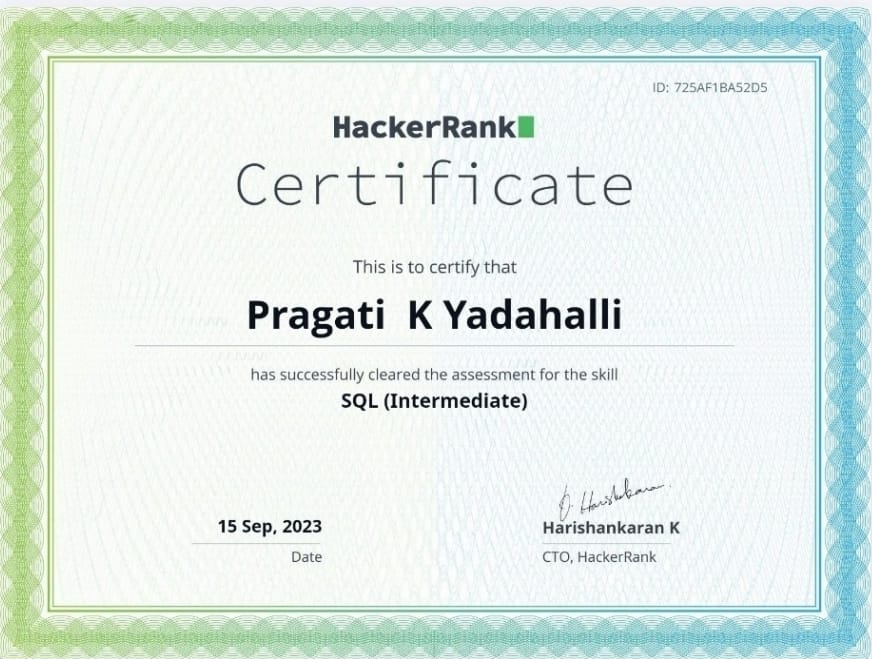 ID: 725AF1BA52D5
HackerRank
Certificate
This is to certify that
Pragati K Yadahalli
has successfully cleared the assessment for the skill
SQL (Intermediate)
15 Sep, 2023
Date
Harishankaran K
CTO, HackerRank